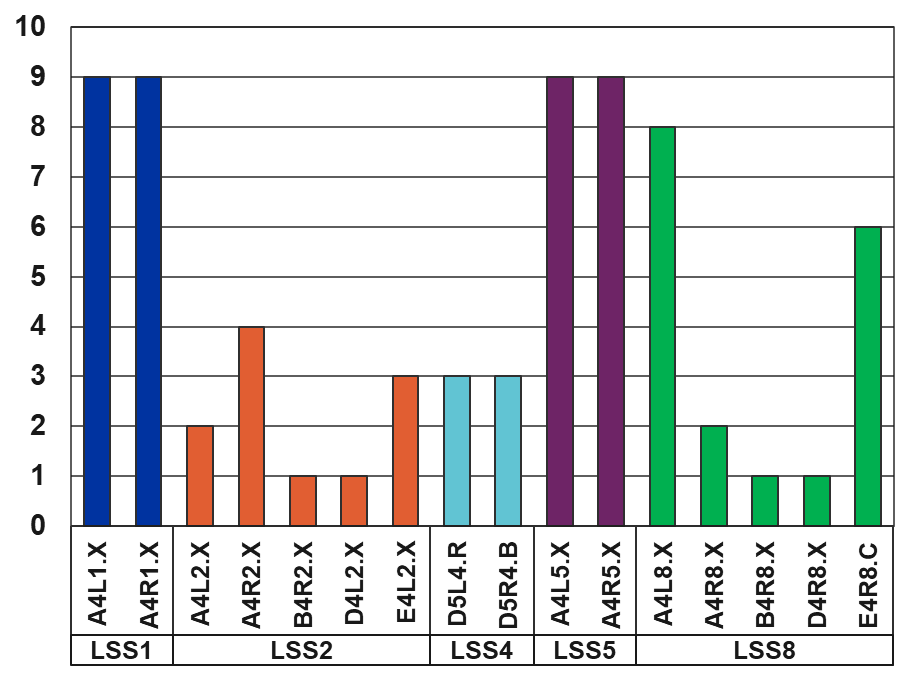 10
9
8
7
6
5
4
3
2
1
0
A4L1.X
A4R1.X
A4L2.X
A4R2.X
B4R2.X
D4L2.X
E4L2.X
D5L4.R
D5R4.B
A4L5.X
A4R5.X
A4L8.X
A4R8.X
B4R8.X
D4R8.X
E4R8.C
LSS1
LSS2
LSS4
LSS5
LSS8